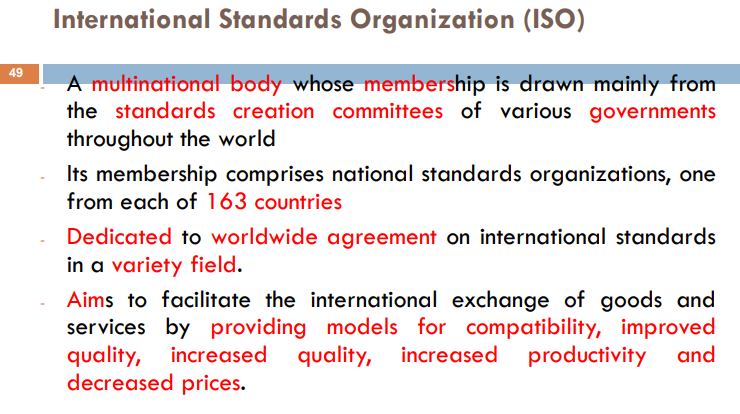 International Standards Organization (ISO)
49
- A multinational body whose membership is drawn mainly from
the standards creation committees of various governments
throughout the world
- Its membership comprises national standards organizations, one
from each of 163 countries
- Dedicated to worldwide agreement on international standards
in a variety field.
- Aims to facilitate the international exchange of goods and
services by providing models for compatibility, improved
quality, increased quality, increased productivity and
decreased prices.